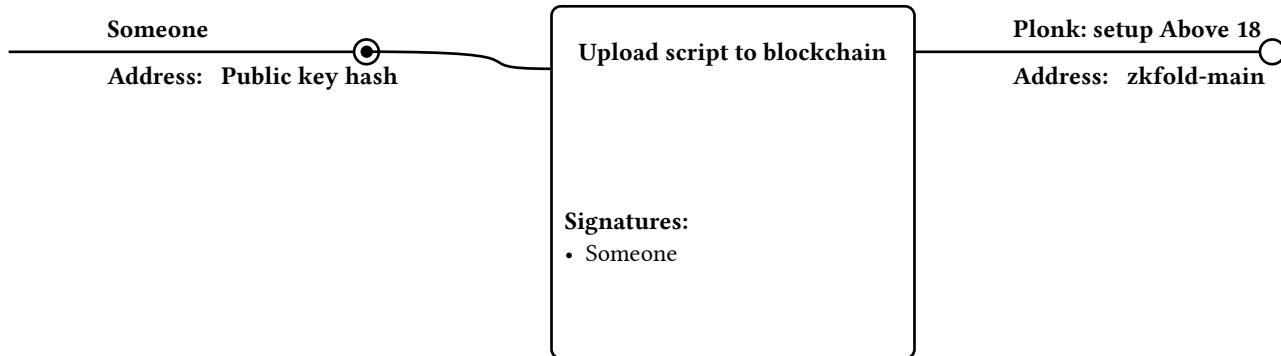 Someone
Address: Public key hash
Upload script to blockchain
Signatures:
• Someone
Plonk: setup Above 18
Address: zkfold-main